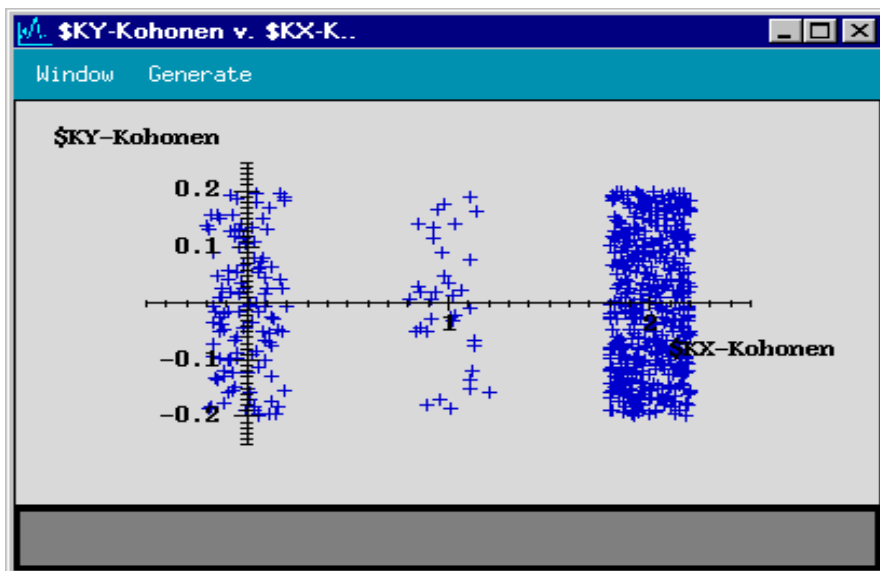 $KY-Kohonen v. $KX-K..
Window Generate
$KY-Kohonen
0.2
0.1
1
2
$KX-Kohonen
-0.1
-0.2